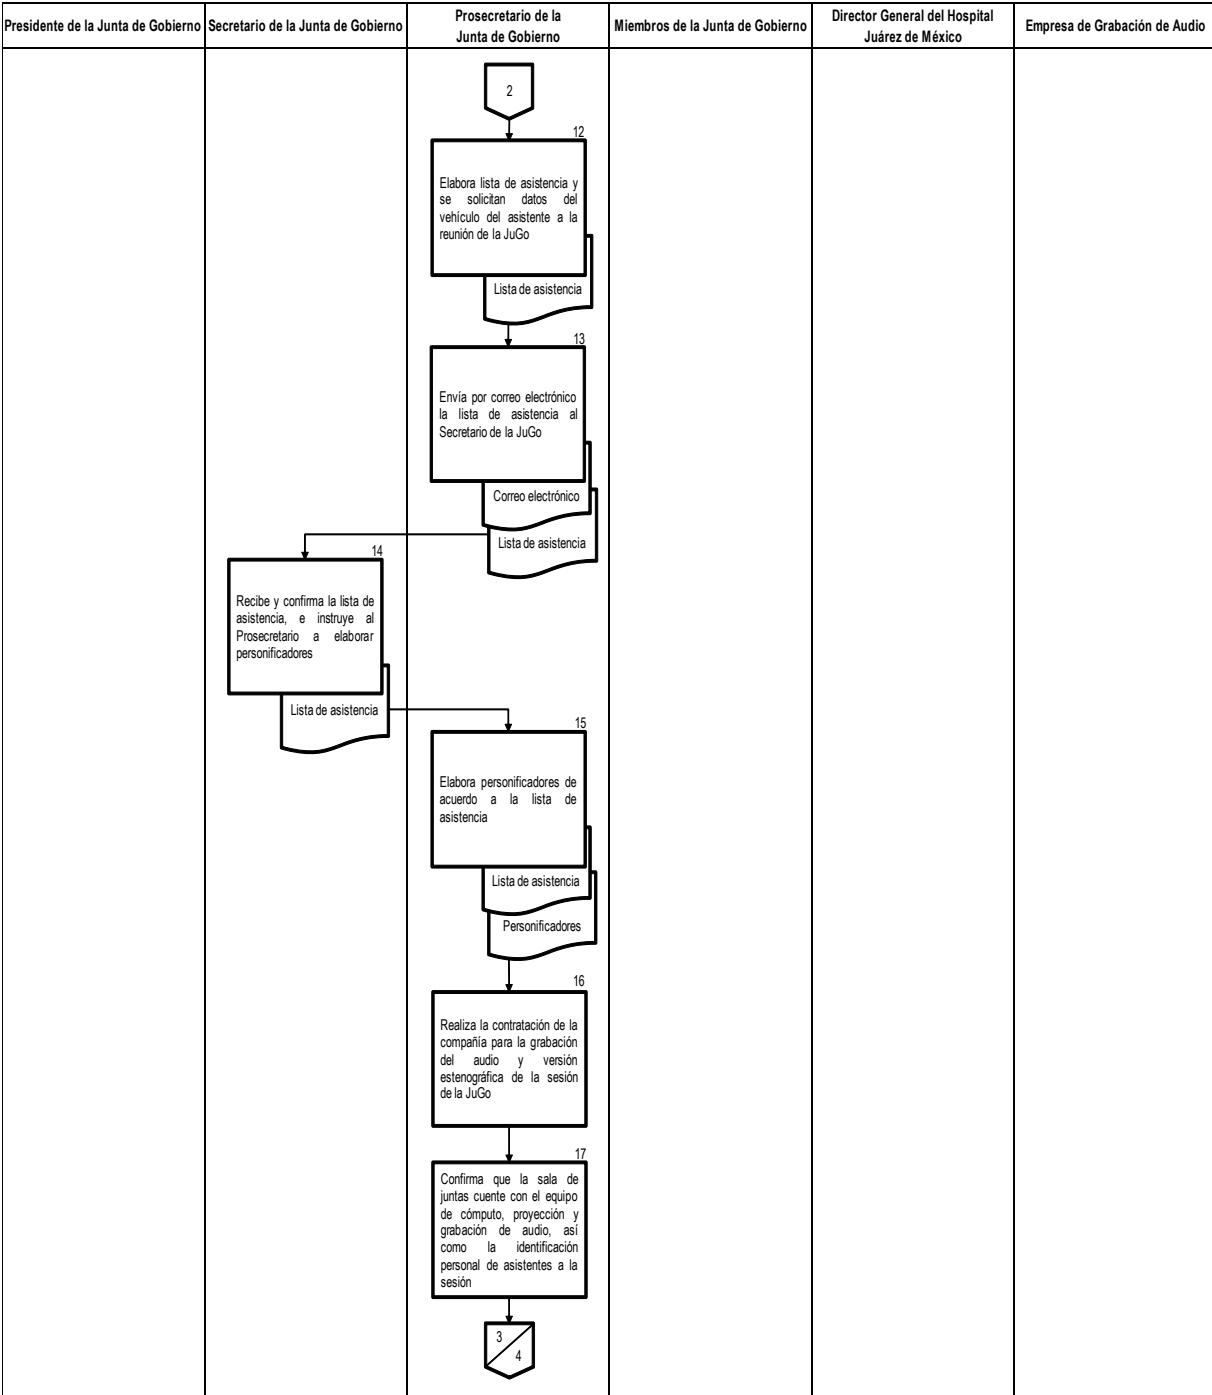 Presidente de la Junta de Gobierno
Secretario de la Junta de Gobierno
Prosecretario de la
Junta de Gobierno
Miembros de la Junta de Gobierno
Director General del Hospital
Juárez de México
Empresa de Grabación de Audio
2
12
Elabora lista de asistencia y
se solicitan datos del
vehículo del asistente a la
reunión de la JuGo
Lista de asistencia
13
Envía por correo electrónico
la lista de asistencia al
Secretario de la JuGo
Correo electrónico
Lista de asistencia
14
Recibe y confirma la lista de
asistencia, e instruye al
Prosecretario a elaborar
personificadores
Lista de asistencia
15
Elabora personificadores de
acuerdo a la lista de
asistencia
Lista de asistencia
Personificadores
16
Realiza la contratación de la
compañía para la grabación
del audio y versión
estenográfica de la sesión
de la JuGo
17
Confirma que la sala de
juntas cuente con el equipo
de cómputo, proyección y
grabación de audio, así
como la identificación
personal de asistentes a la
sesión
3
4